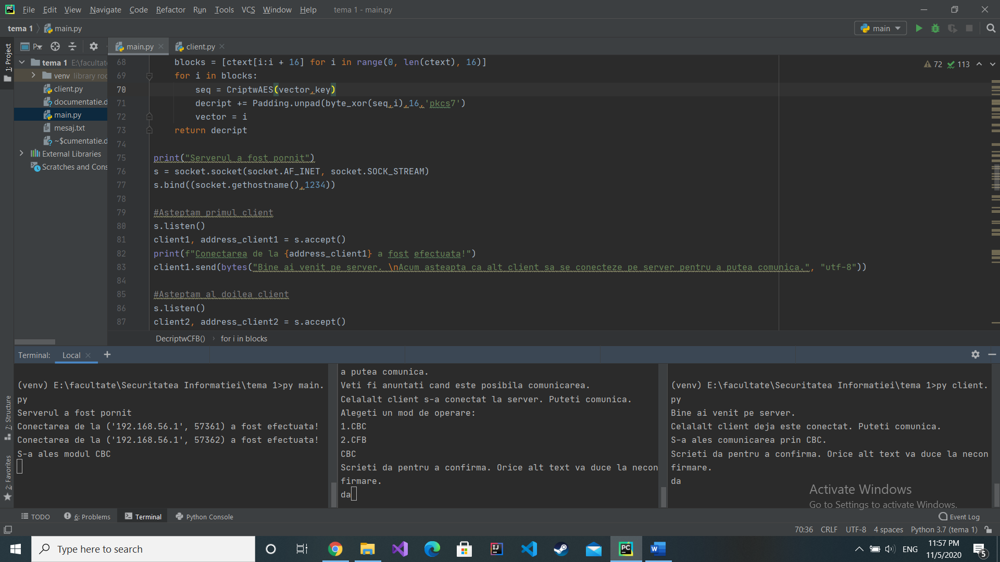 File Edit View Navigate Code Refactor Run Tools VCS Window Help tema 1 - main.py
tema 1 main.py
main
1: Project
P...
main.py client.py
tema 1 E:\facultate
venv library roo
client.py
documentatie.d
main.py
mesaj.txt
~$cumentatie.d
External Libraries
Scratches and Cons
72 113
68 blocks = [ctext[i:i + 16] for i in range(0, len(ctext), 16)]
69 for i in blocks:
70 seq = CriptwAES(vector,key)
71 decript += Padding.unpad(byte_xor(seq,i),16,'pkcs7')
72 vector = i
73 return decript
74
75 print("Serverul a fost pornit")
76 s = socket.socket(socket.AF_INET, socket.SOCK_STREAM)
77 s.bind((socket.gethostname(),1234))
78
79 #Asteptam primul client
80 s.listen()
81 client1, address_client1 = s.accept()
82 print(f"Conectarea de la {address_client1} a fost efectuata!")
83 client1.send(bytes("Bine ai venit pe server. \nAcum asteapta ca alt client sa se conecteze pe server pentru a putea comunica.", "utf-8"))
84
85 #Asteptam al doilea client
86 s.listen()
87 client2, address_client2 = s.accept()
DecriptwCFB() for i in blocks
Terminal: Local
(venv) E:\facultate\Securitatea Informatiei\tema 1>py main.
py
Serverul a fost pornit
Conectarea de la ('192.168.56.1', 57361) a fost efectuata!
Conectarea de la ('192.168.56.1', 57362) a fost efectuata!
S-a ales modul CBC
a putea comunica.
Veti fi anuntati cand este posibila comunicarea.
Celalalt client s-a conectat la server. Puteti comunica.
Alegeti un mod de operare:
1.CBC
2.CFB
CBC
Scrieti da pentru a confirma. Orice alt text va duce la necon
firmare.
da
(venv) E:\facultate\Securitatea Informatiei\tema 1>py client.
py
Bine ai venit pe server.
Celalalt client deja este conectat. Puteti comunica.
S-a ales comunicarea prin CBC.
Scrieti da pentru a confirma. Orice alt text va duce la necon
firmare.
da
Activate Windows
Go to Settings to activate Windows.
7: Structure
2: Favorites
TODO 6: Problems Terminal Python Console Event Log
70:36 CRLF UTF-8 4 spaces Python 3.7 (tema 1)
Type here to search
ENG
11:57 PM
11/5/2020
5